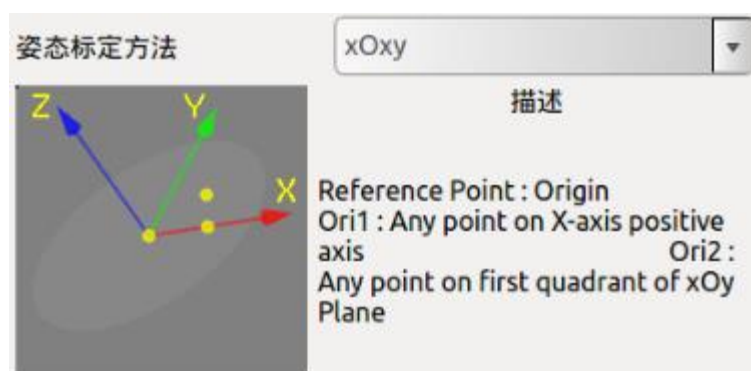 姿态标定方法
xOxy
描述
Z
Y
X
Reference Point : Origin
Ori1 : Any point on X-axis positive
axis Ori2 :
Any point on first quadrant of xOy
Plane